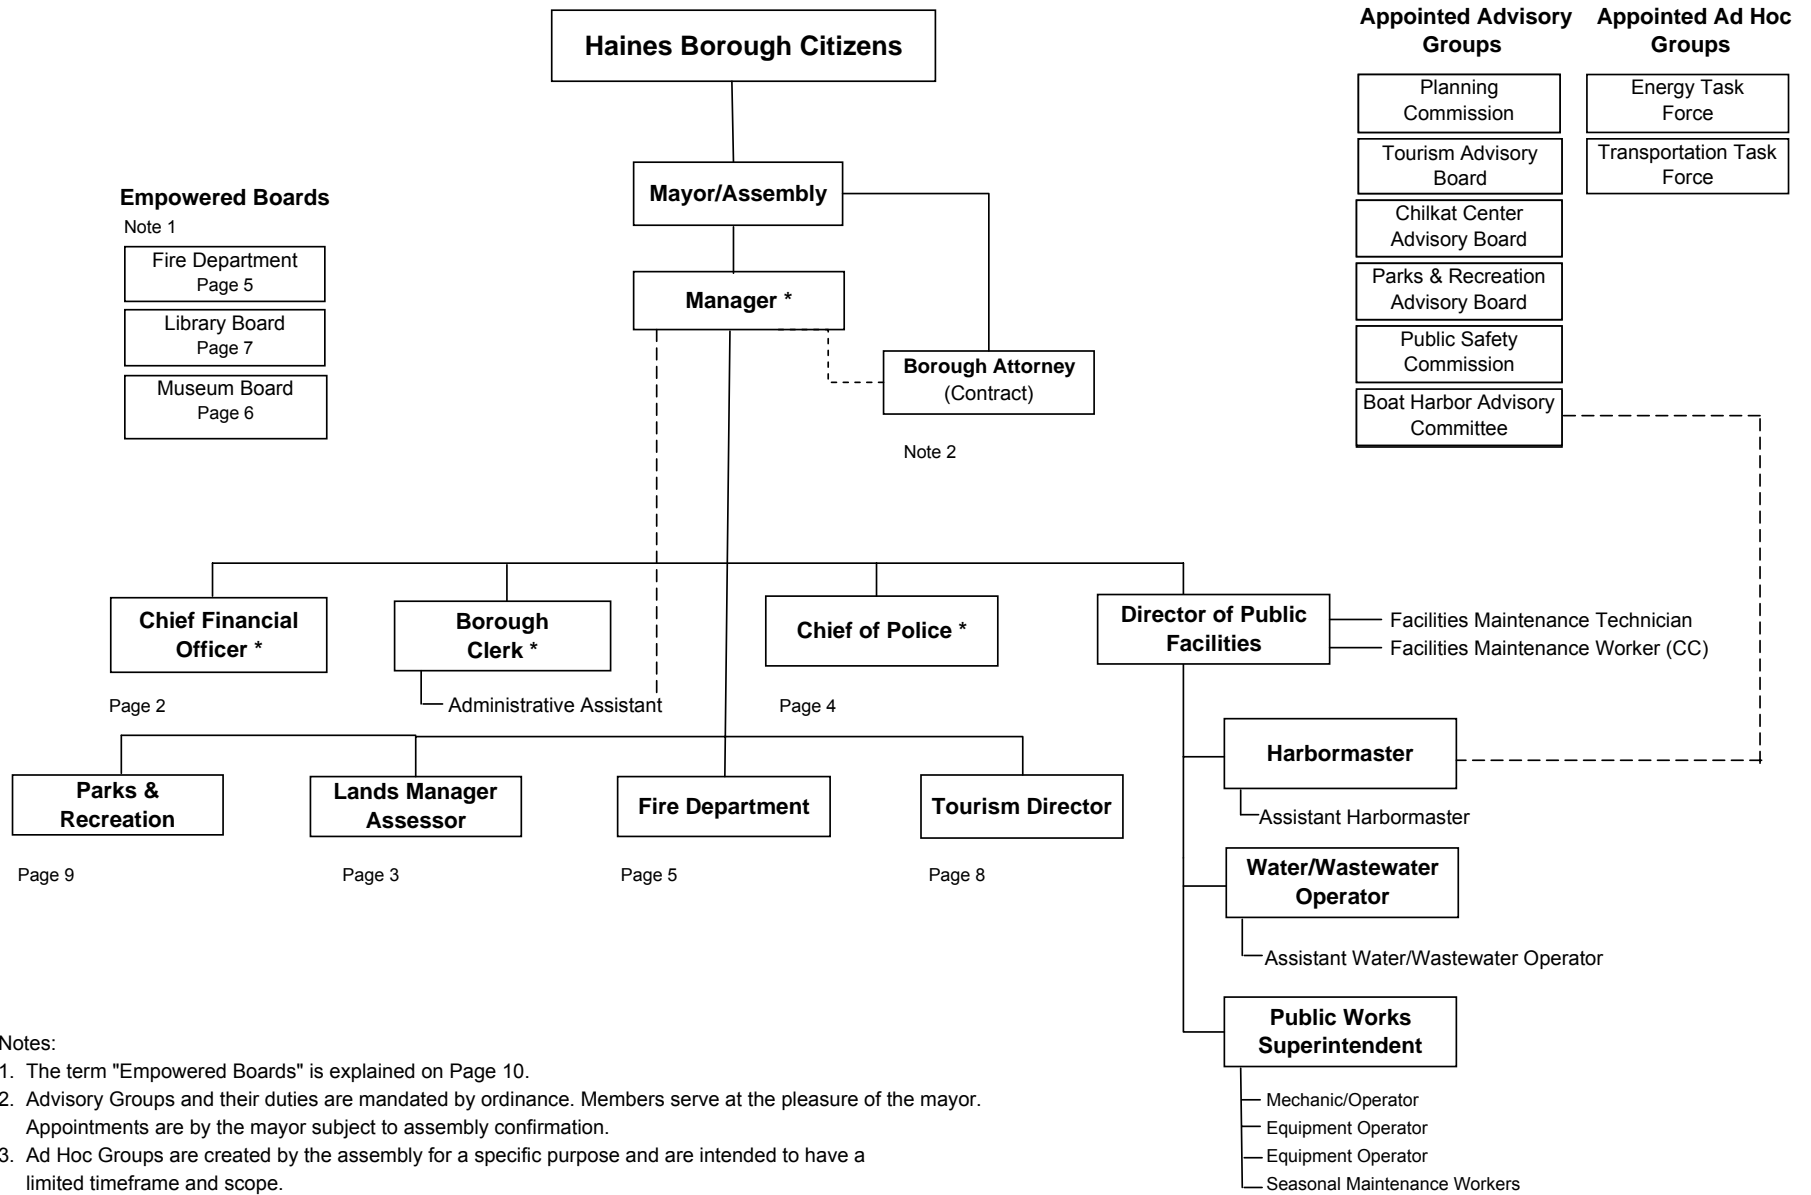 Haines Borough Citizens
Appointed Advisory
Groups
Appointed Ad Hoc
Groups
Planning
Commission
Energy Task
Force
Tourism Advisory
Board
Transportation Task
Force
Chilkat Center
Advisory Board
Parks & Recreation
Advisory Board
Public Safety
Commission
Boat Harbor Advisory
Committee
Mayor/Assembly
Empowered Boards
Note 1
Fire Department
Page 5
Library Board
Page 7
Museum Board
Page 6
Manager *
Borough Attorney
(Contract)
Note 2
Chief Financial
Officer *
Page 2
Borough
Clerk *
Administrative Assistant
Chief of Police *
Page 4
Director of Public
Facilities
Facilities Maintenance Technician
Facilities Maintenance Worker (CC)
Parks &
Recreation
Page 9
Lands Manager
Assessor
Page 3
Fire Department
Page 5
Tourism Director
Page 8
Harbormaster
Assistant Harbormaster
Water/Wastewater
Operator
Assistant Water/Wastewater Operator
Public Works
Superintendent
Mechanic/Operator
Equipment Operator
Equipment Operator
Seasonal Maintenance Workers
Notes:
1. The term "Empowered Boards" is explained on Page 10.
2. Advisory Groups and their duties are mandated by ordinance. Members serve at the pleasure of the mayor.
Appointments are by the mayor subject to assembly confirmation.
3. Ad Hoc Groups are created by the assembly for a specific purpose and are intended to have a
limited timeframe and scope.